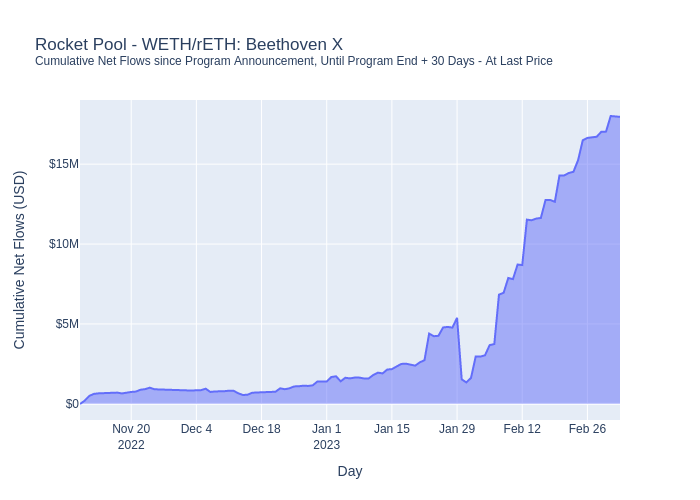 Rocket Pool - WETH/rETH: Beethoven X
Cumulative Net Flows since Program Announcement, Until Program End + 30 Days - At Last Price
Cumulative Net Flows (USD)
$15M
$10M
$5M
$0
Nov 20 Dec 4 Dec 18 Jan 1 Jan 15 Jan 29 Feb 12 Feb 26
2022 2023
Day